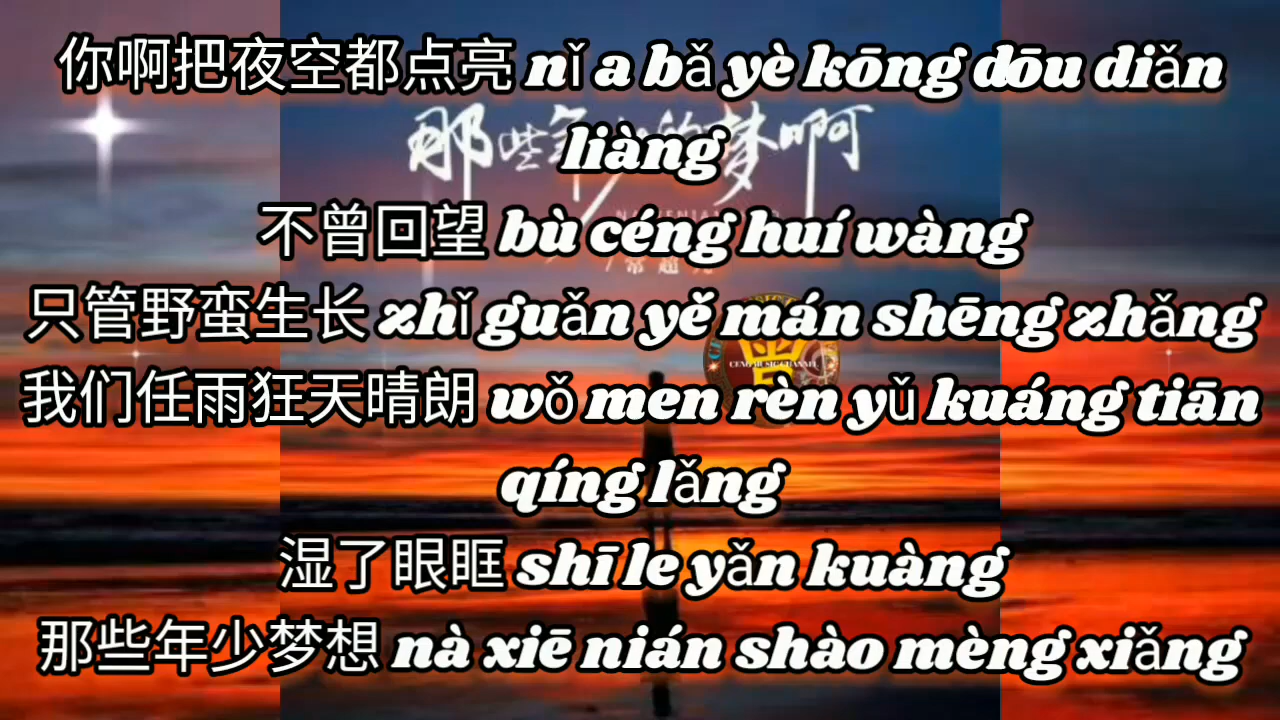 你啊把夜空都点亮 nǐ a bǎ yè kōng dōu diǎn
liàng
那些年 的梦啊
不曾回望 bù céng huí wàng
只管野蛮生长 zhǐ guǎn yě mán shēng zhǎng
CENG MUSIC CHANNEL
我们任雨狂天晴朗 wǒ men rèn yǔ kuáng tiān
qíng lǎng
湿了眼眶 shī le yǎn kuàng
那些年少梦想 nà xiē nián shào mèng xiǎng